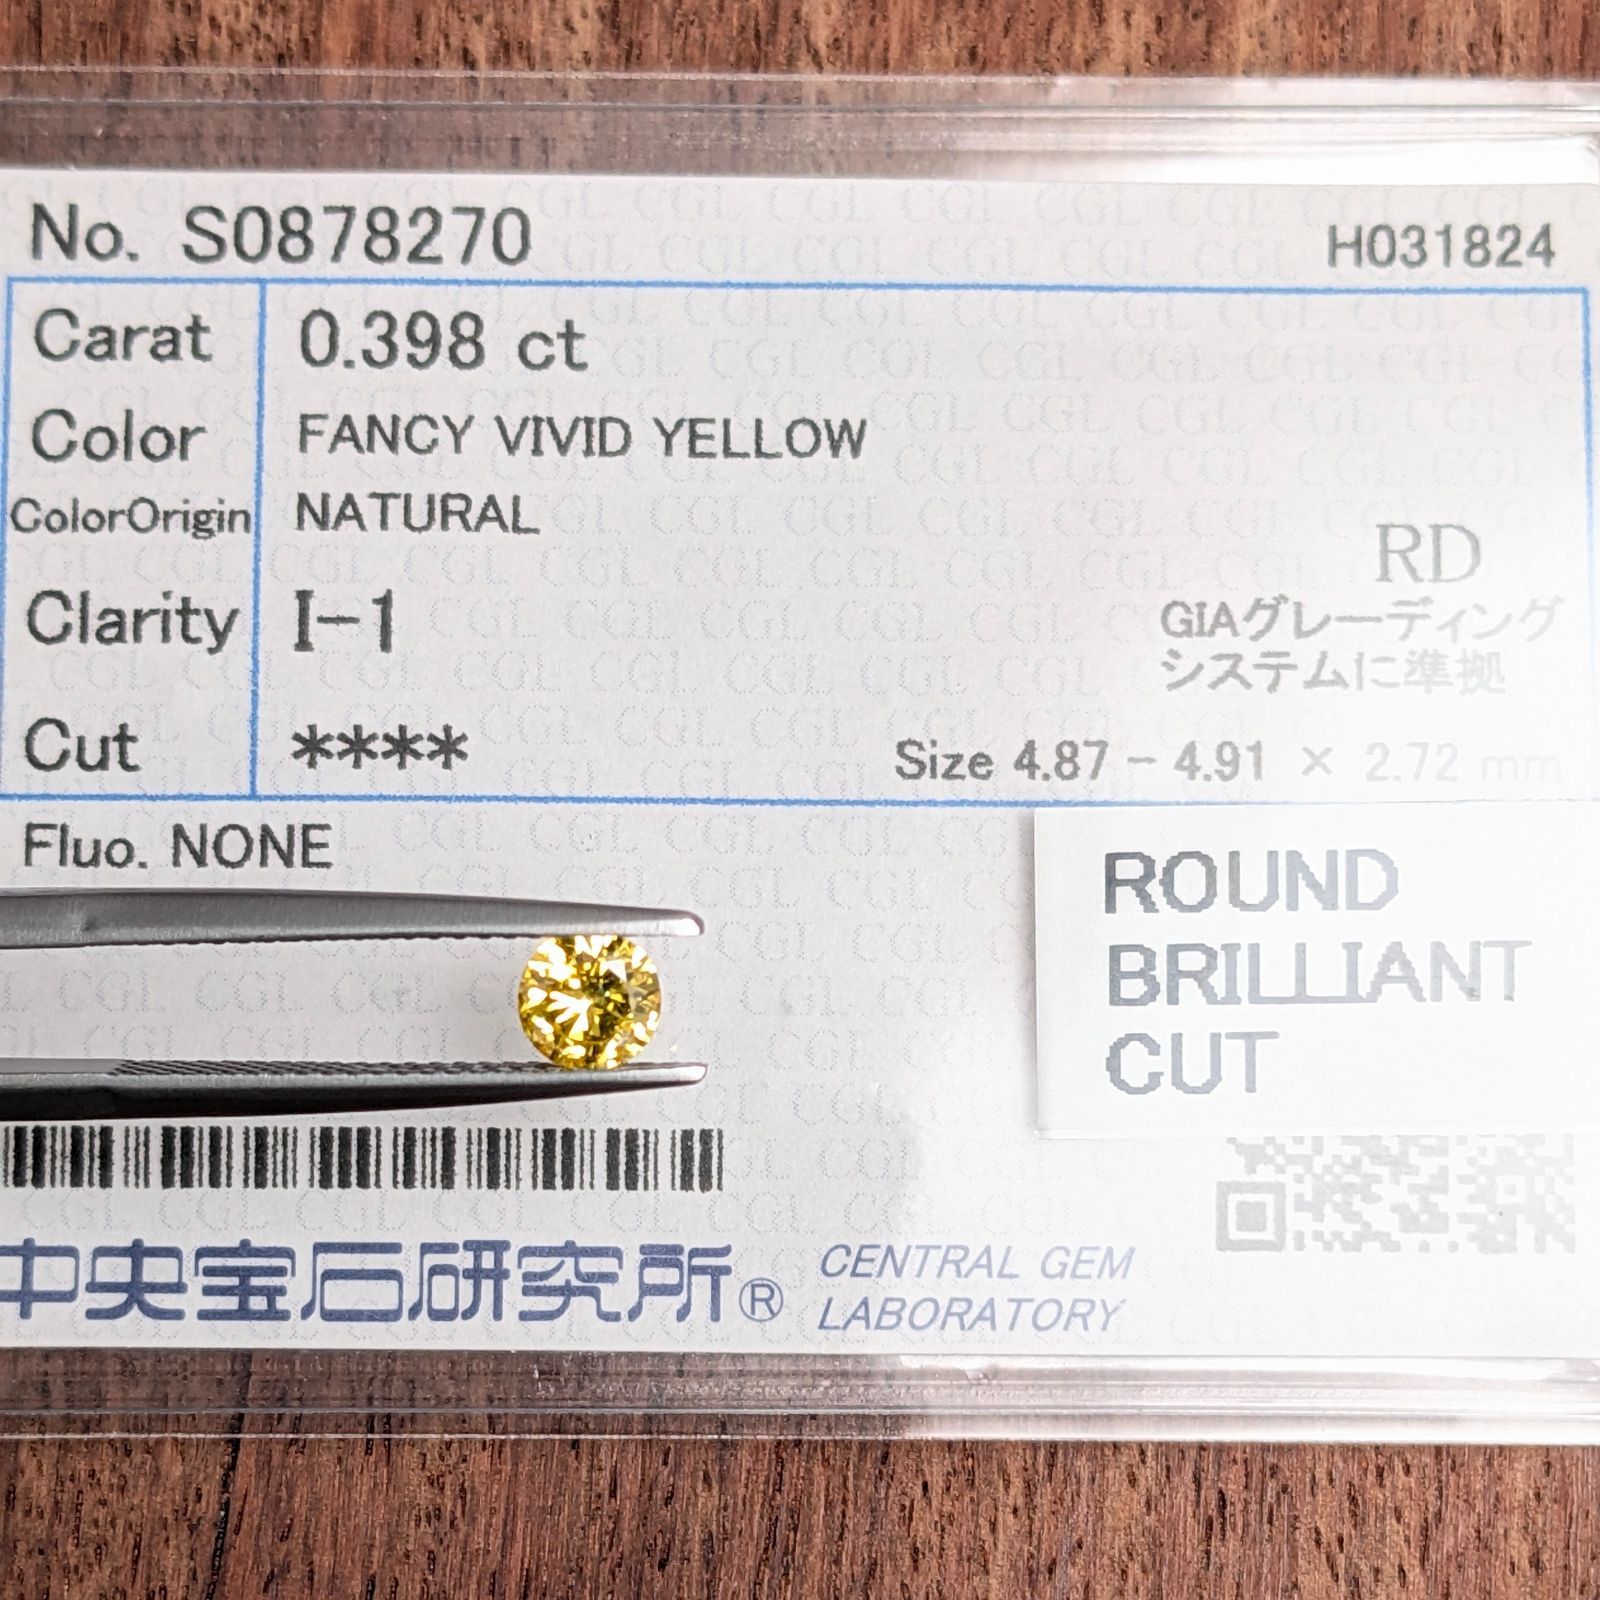 No. S0878270 H031824
Carat 0.398 ct
Color FANCY VIVID YELLOW
ColorOrigin NATURAL
RD
GIAグレーディング
システムに準拠
Clarity I-1
Cut ****
Size 4.87 - 4.91 × 2.72 mm
Fluo. NONE
ROUND
BRILLIANT
CUT
中央宝石研究所®
CENTRAL GEM
LABORATORY